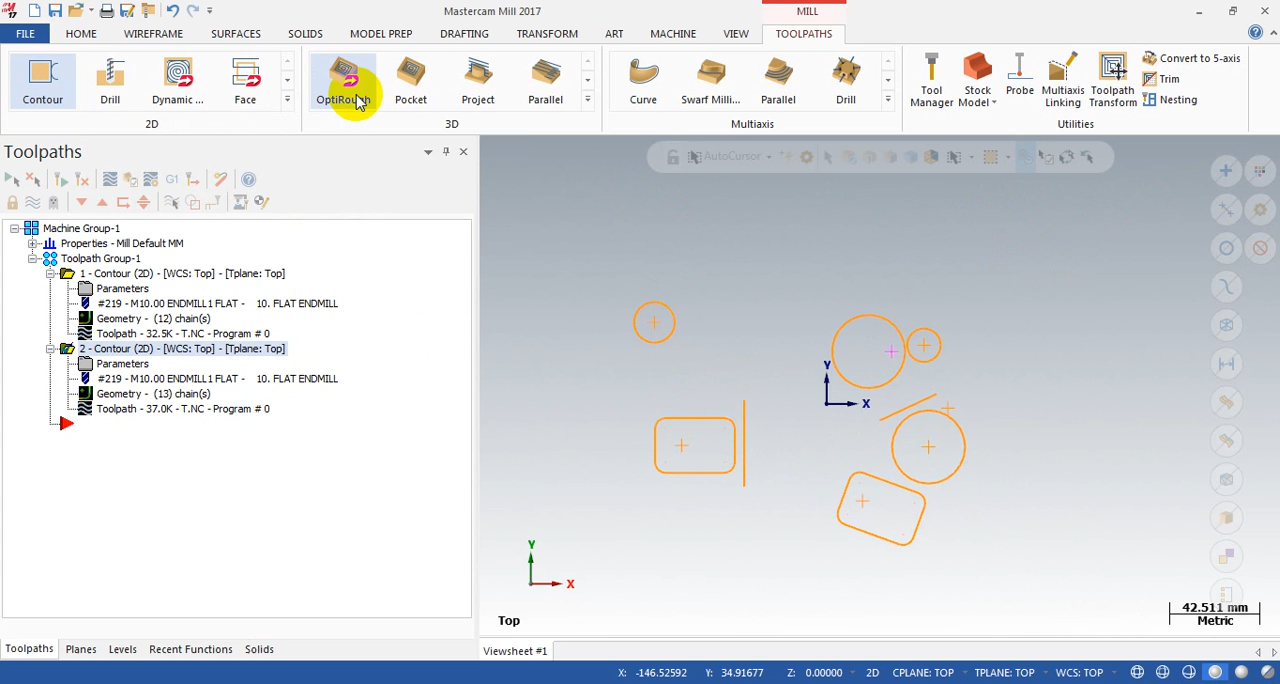 17
Mastercam Mill 2017
MILL
FILE
HOME
WIREFRAME
SURFACES
SOLIDS
MODEL PREP
DRAFTING
TRANSFORM
ART
MACHINE
VIEW
TOOLPATHS
Contour
Drill
Dynamic ...
Face
OptiRough
Pocket
Project
Parallel
Curve
Swarf Milli...
Parallel
Drill
Tool Manager
Stock Model
Probe
Multiaxis Linking
Toolpath Transform
Convert to 5-axis
Trim
Nesting
2D
3D
Multiaxis
Utilities
Toolpaths
AutoCursor
G1
Machine Group-1
Properties - Mill Default MM
Toolpath Group-1
1 - Contour (2D) - [WCS: Top] - [Tplane: Top]
Parameters
#219 - M10.00 ENDMILL1 FLAT - 10. FLAT ENDMILL
Geometry - (12) chain(s)
Toolpath - 32.5K - T.NC - Program # 0
2 - Contour (2D) - [WCS: Top] - [Tplane: Top]
Parameters
#219 - M10.00 ENDMILL1 FLAT - 10. FLAT ENDMILL
Geometry - (13) chain(s)
Toolpath - 37.0K - T.NC - Program # 0
Y
X
Y
X
Top
42.511 mm
Metric
Toolpaths
Planes
Levels
Recent Functions
Solids
Viewsheet #1
X: -146.52592
Y: 34.91677
Z: 0.00000
2D
CPLANE: TOP
TPLANE: TOP
WCS: TOP